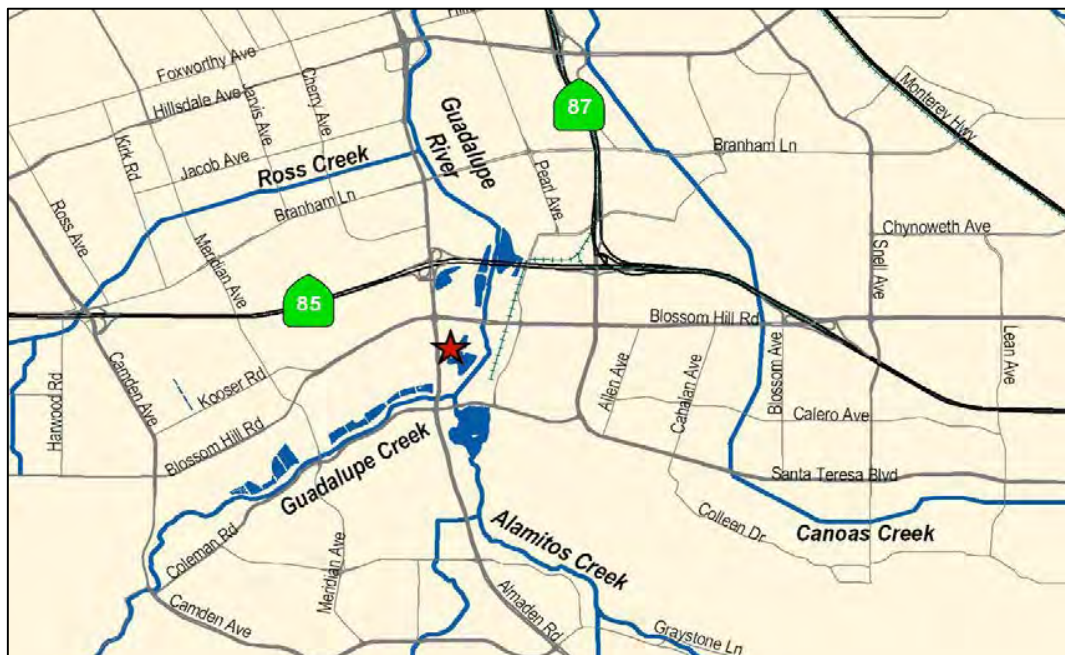 Foxworthy Ave
Hillsdale Ave
Jarvis Ave
Cherry Ave
Kirk Rd
Jacob Ave
Ross Creek
Branham Ln
Ross Ave
Meridian Ave
Guadalupe
River
87
Pearl Ave
Monterey Hwy
Branham Ln
Chynoweth Ave
Snell Ave
85
Blossom Hill Rd
Lean Ave
Harwood Rd
Camden Ave
Kooser Rd
Blossom Hill Rd
Allen Ave
Cahalan Ave
Blossom Ave
Calero Ave
Santa Teresa Blvd
Guadalupe Creek
Coleman Rd
Meridian Ave
Camden Ave
Alamitos Creek
Almaden Rd
Colleen Dr
Canoas Creek
Graystone Ln